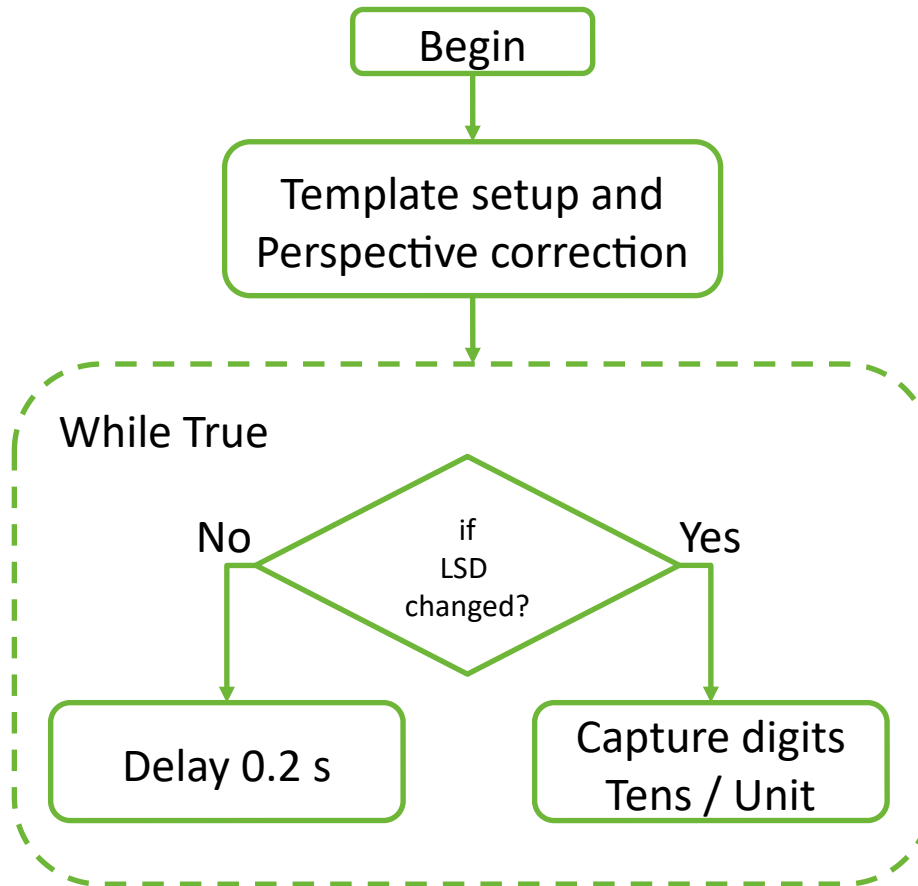 Begin
Template setup and
Perspective correction
While True
No
if
LSD
changed?
Yes
Delay 0.2 s
Capture digits
Tens / Unit